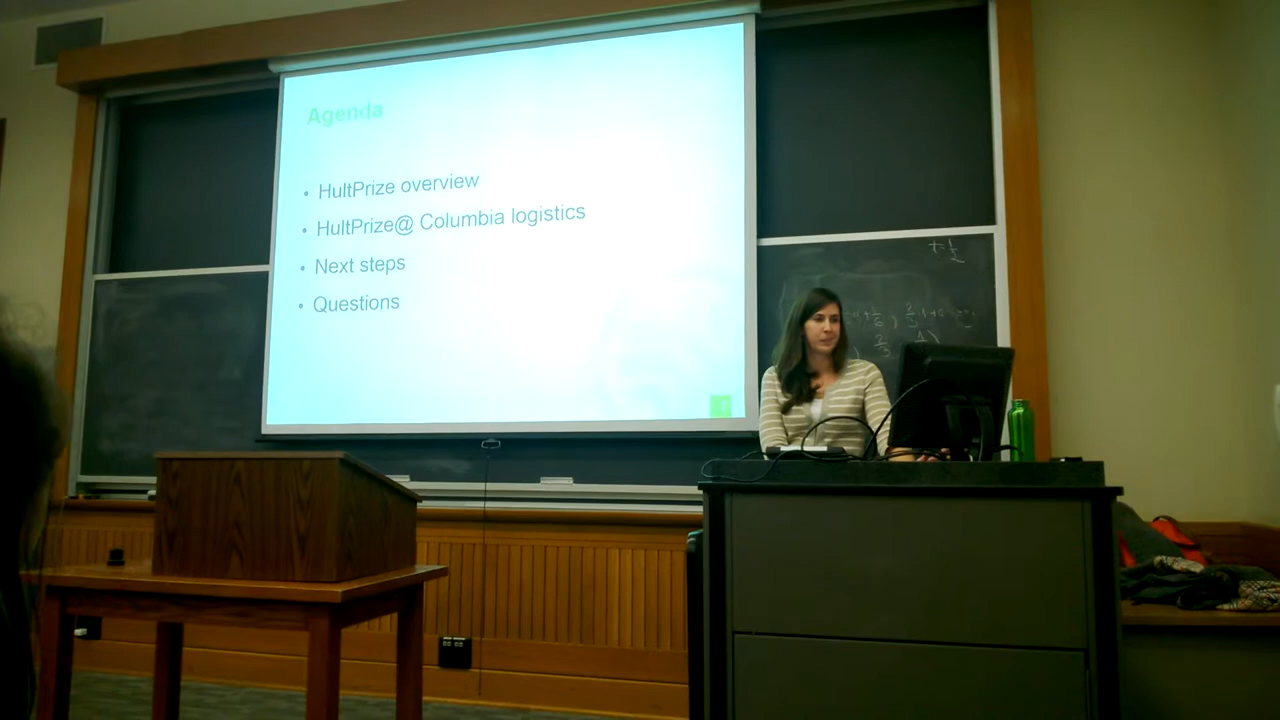 Agenda
• HultPrize overview
• HultPrize@ Columbia logistics
• Next steps
• Questions